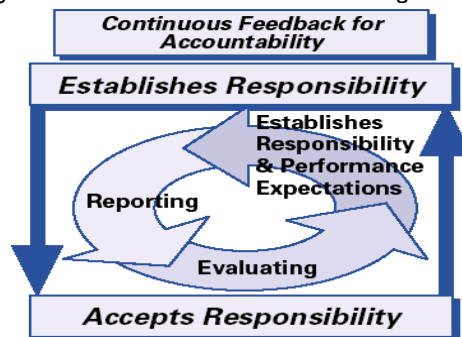 Continuous Feedback for
Accountability
Establishes Responsibility
Establishes
Responsibility
& Performance
Expectations
Reporting
Evaluating
Accepts Responsibility